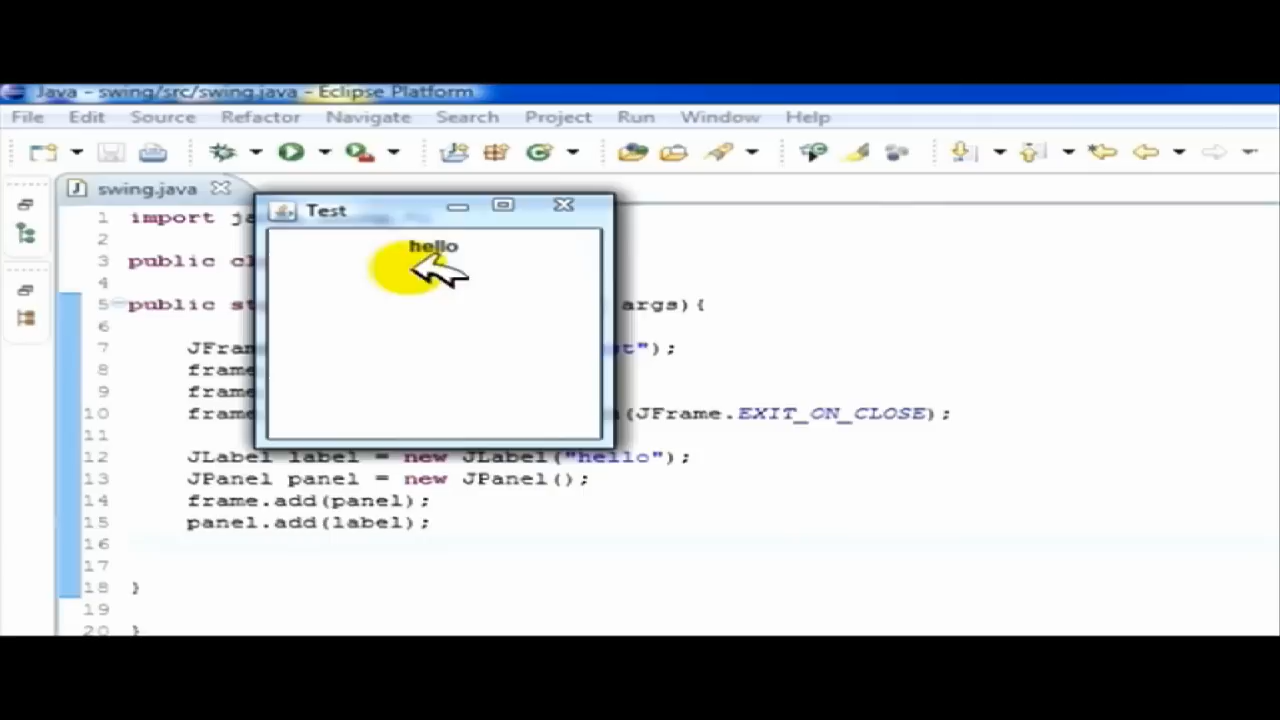 Java - swing/src/swing.java - Eclipse Platform
File Edit Source Refactor Navigate Search Project Run Window Help
swing.java
Test
hello
1 import
2
3 public
4
5 public args){
6
7 JFram t");
8 frame
9 frame
10 frame. (JFrame.EXIT_ON_CLOSE);
11
12 JLabel label = new JLabel("hello");
13 JPanel panel = new JPanel();
14 frame.add(panel);
15 panel.add(label);
16
17
18 }
19
20 }